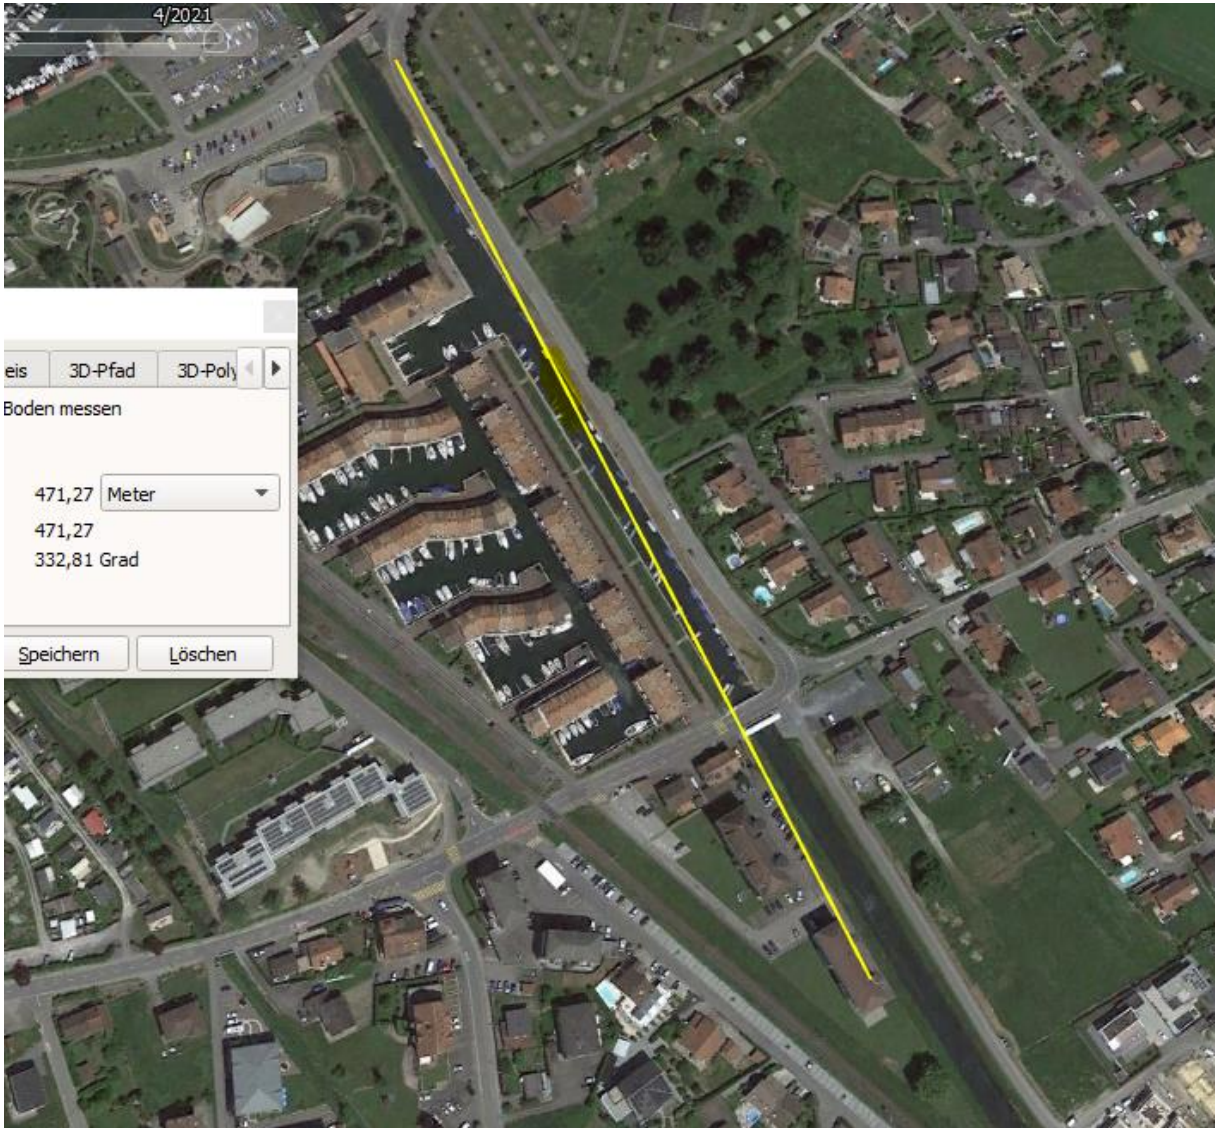 4/2021
eis 3D-Pfad 3D-Poly
Boden messen
471,27 Meter
471,27
332,81 Grad
Speichern Löschen